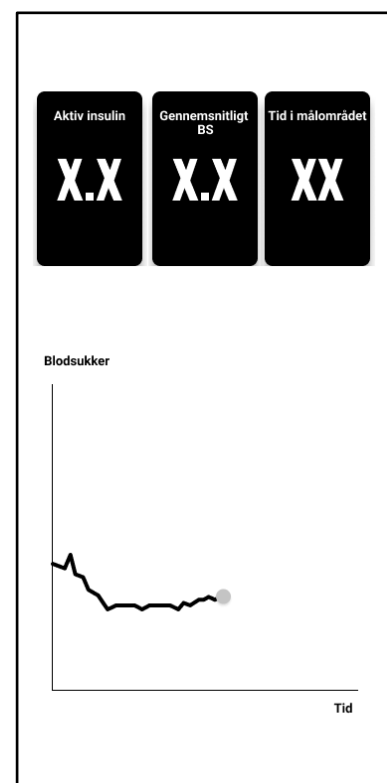 Aktiv insulin
X.X
Gennemsnitligt
BS
X.X
Tid i målområdet
XX
Blodsukker
Tid